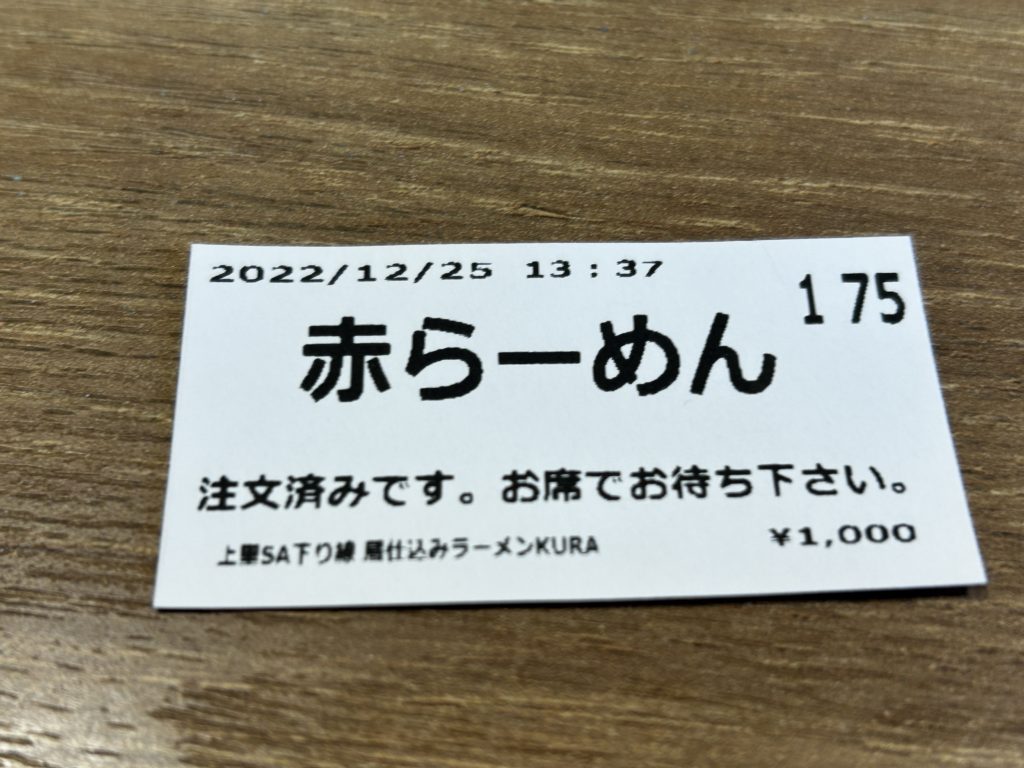 2022/12/25 13:37
175
赤らーめん
注文済みです。お席でお待ち下さい。
上里SA下り線 層仕込みラーメンKURA
¥1,000